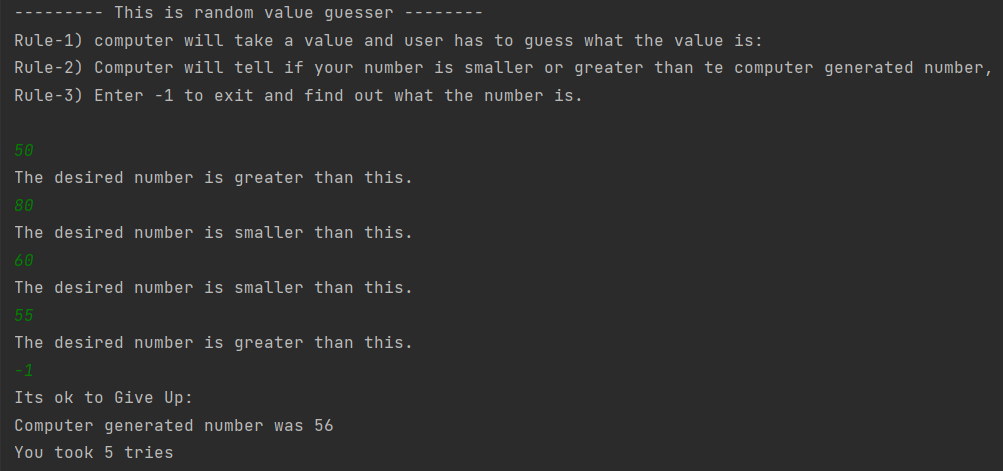 --------- This is random value guesser --------
Rule-1) computer will take a value and user has to guess what the value is:
Rule-2) Computer will tell if your number is smaller or greater than te computer generated number,
Rule-3) Enter -1 to exit and find out what the number is.
50
The desired number is greater than this.
80
The desired number is smaller than this.
60
The desired number is smaller than this.
55
The desired number is greater than this.
-1
Its ok to Give Up:
Computer generated number was 56
You took 5 tries